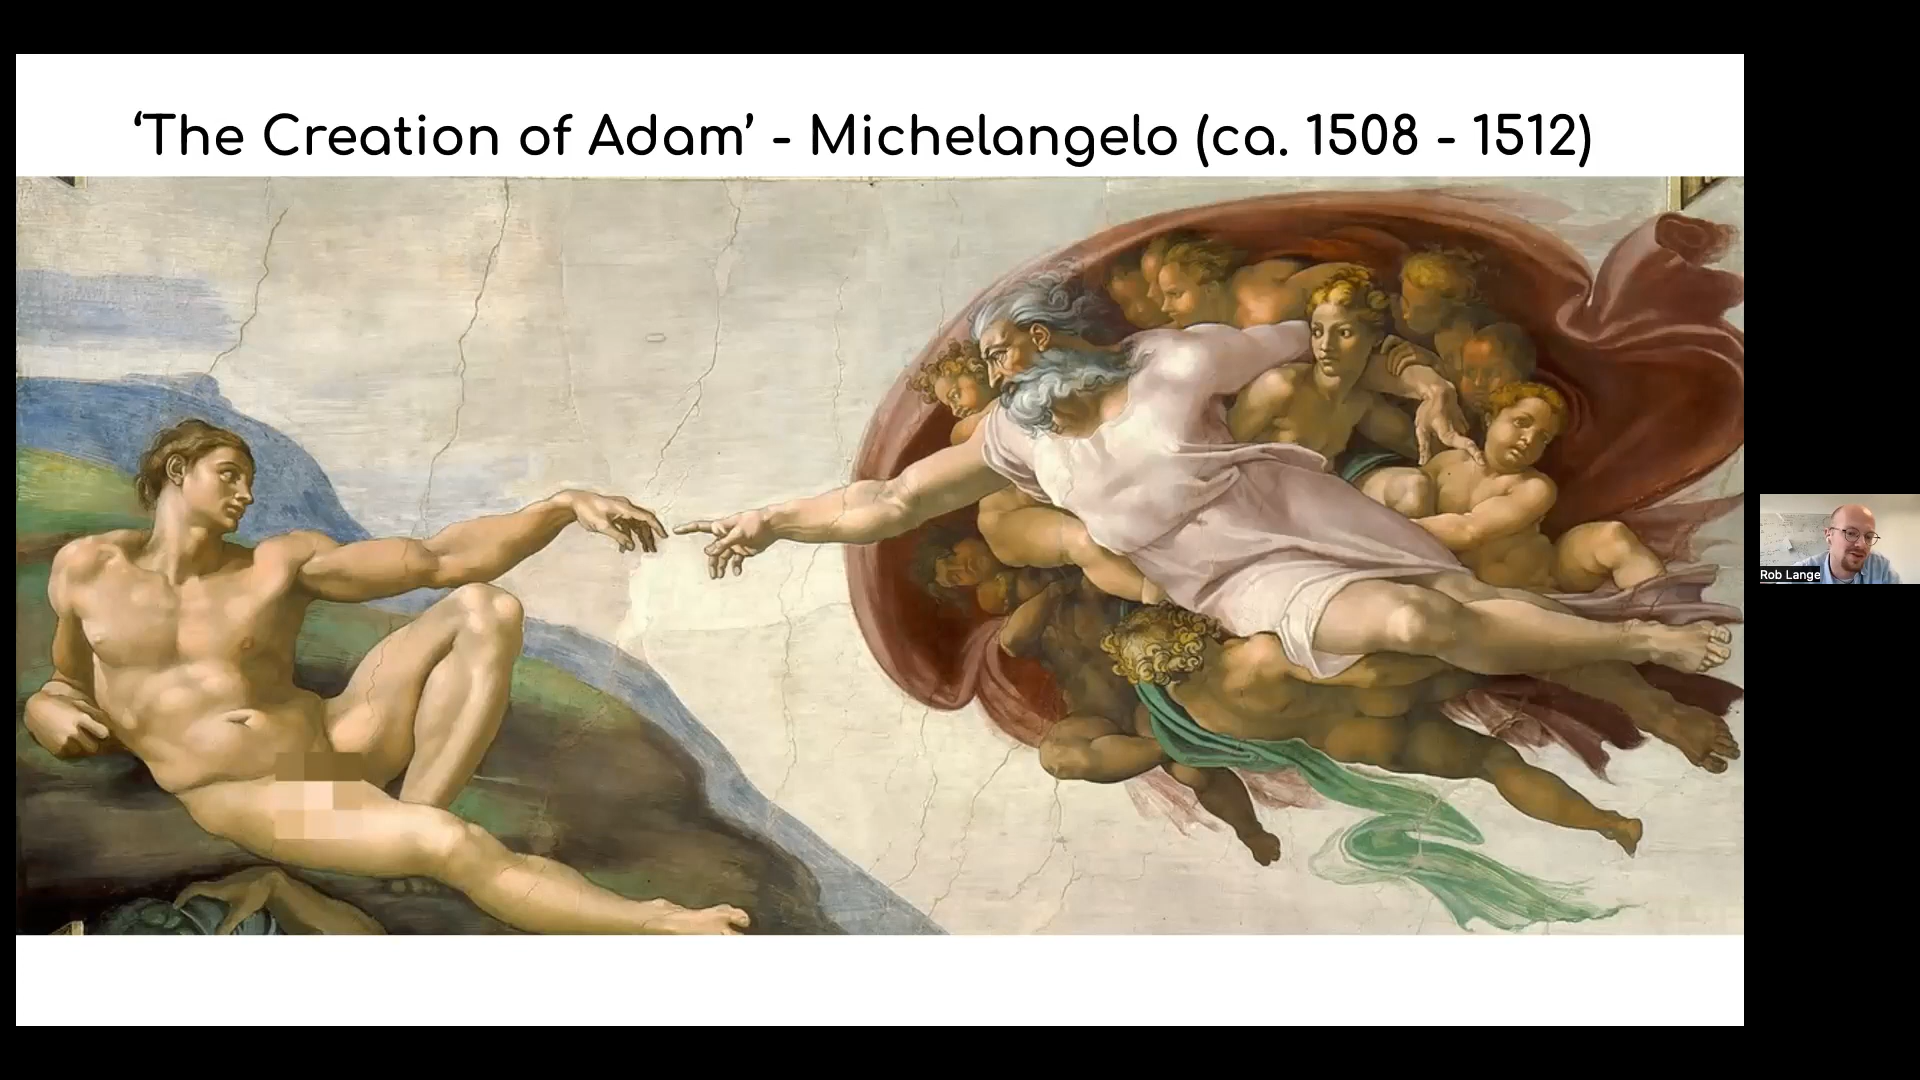 ‘The Creation of Adam’ - Michelangelo (ca. 1508 - 1512)
Rob Lange